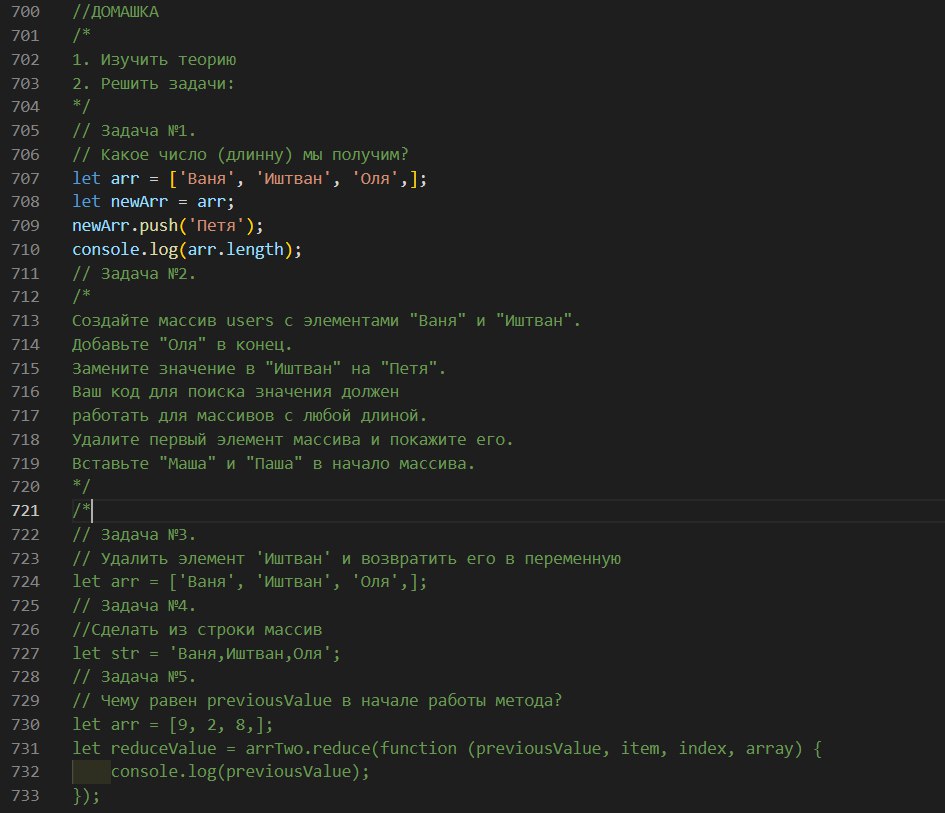 700 //ДОМАШКА
701 /*
702 1. Изучить теорию
703 2. Решить задачи:
704 */
705 // Задача №1.
706 // Какое число (длинну) мы получим?
707 let arr = ['Ваня', 'Иштван', 'Оля',];
708 let newArr = arr;
709 newArr.push('Петя');
710 console.log(arr.length);
711 // Задача №2.
712 /*
713 Создайте массив users с элементами "Ваня" и "Иштван".
714 Добавьте "Оля" в конец.
715 Замените значение в "Иштван" на "Петя".
716 Ваш код для поиска значения должен
717 работать для массивов с любой длиной.
718 Удалите первый элемент массива и покажите его.
719 Вставьте "Маша" и "Паша" в начало массива.
720 */
721 /*
722 // Задача №3.
723 // Удалить элемент 'Иштван' и возвратить его в переменную
724 let arr = ['Ваня', 'Иштван', 'Оля',];
725 // Задача №4.
726 //Сделать из строки массив
727 let str = 'Ваня,Иштван,Оля';
728 // Задача №5.
729 // Чему равен previousValue в начале работы метода?
730 let arr = [9, 2, 8,];
731 let reduceValue = arrTwo.reduce(function (previousValue, item, index, array) {
732     console.log(previousValue);
733 });